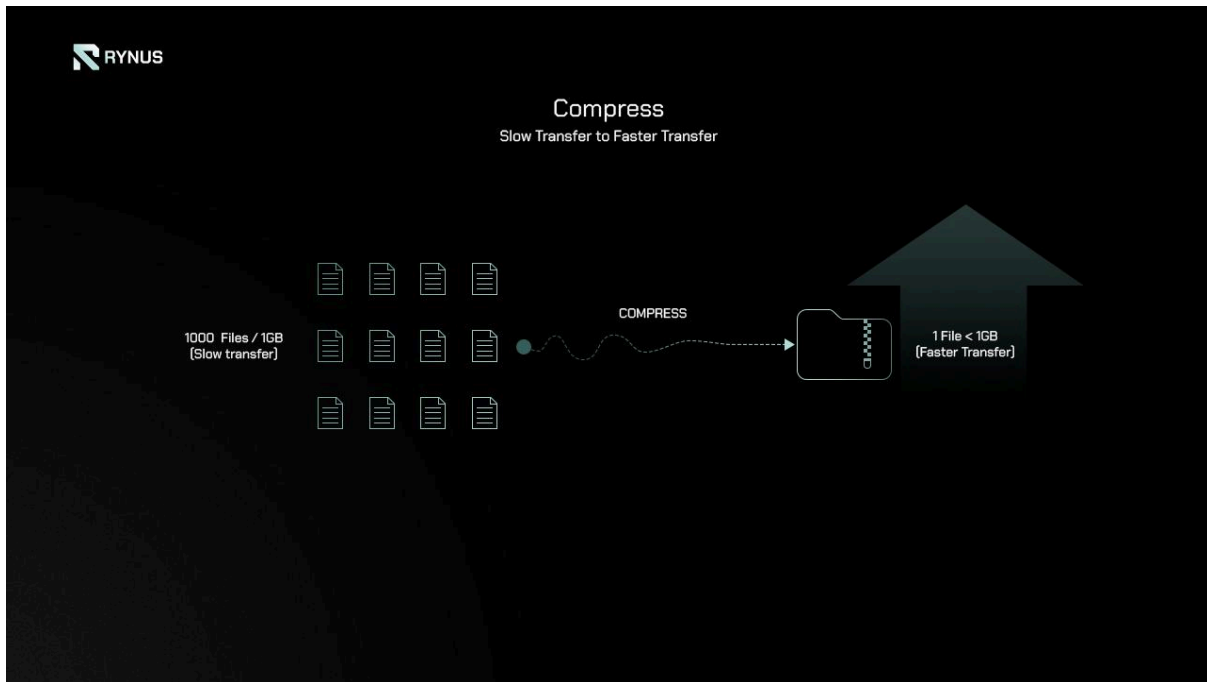 RYNUS
Compress
Slow Transfer to Faster Transfer
COMPRESS
1000 Files / 1GB
(Slow transfer)
1 File < 1GB
(Faster Transfer)